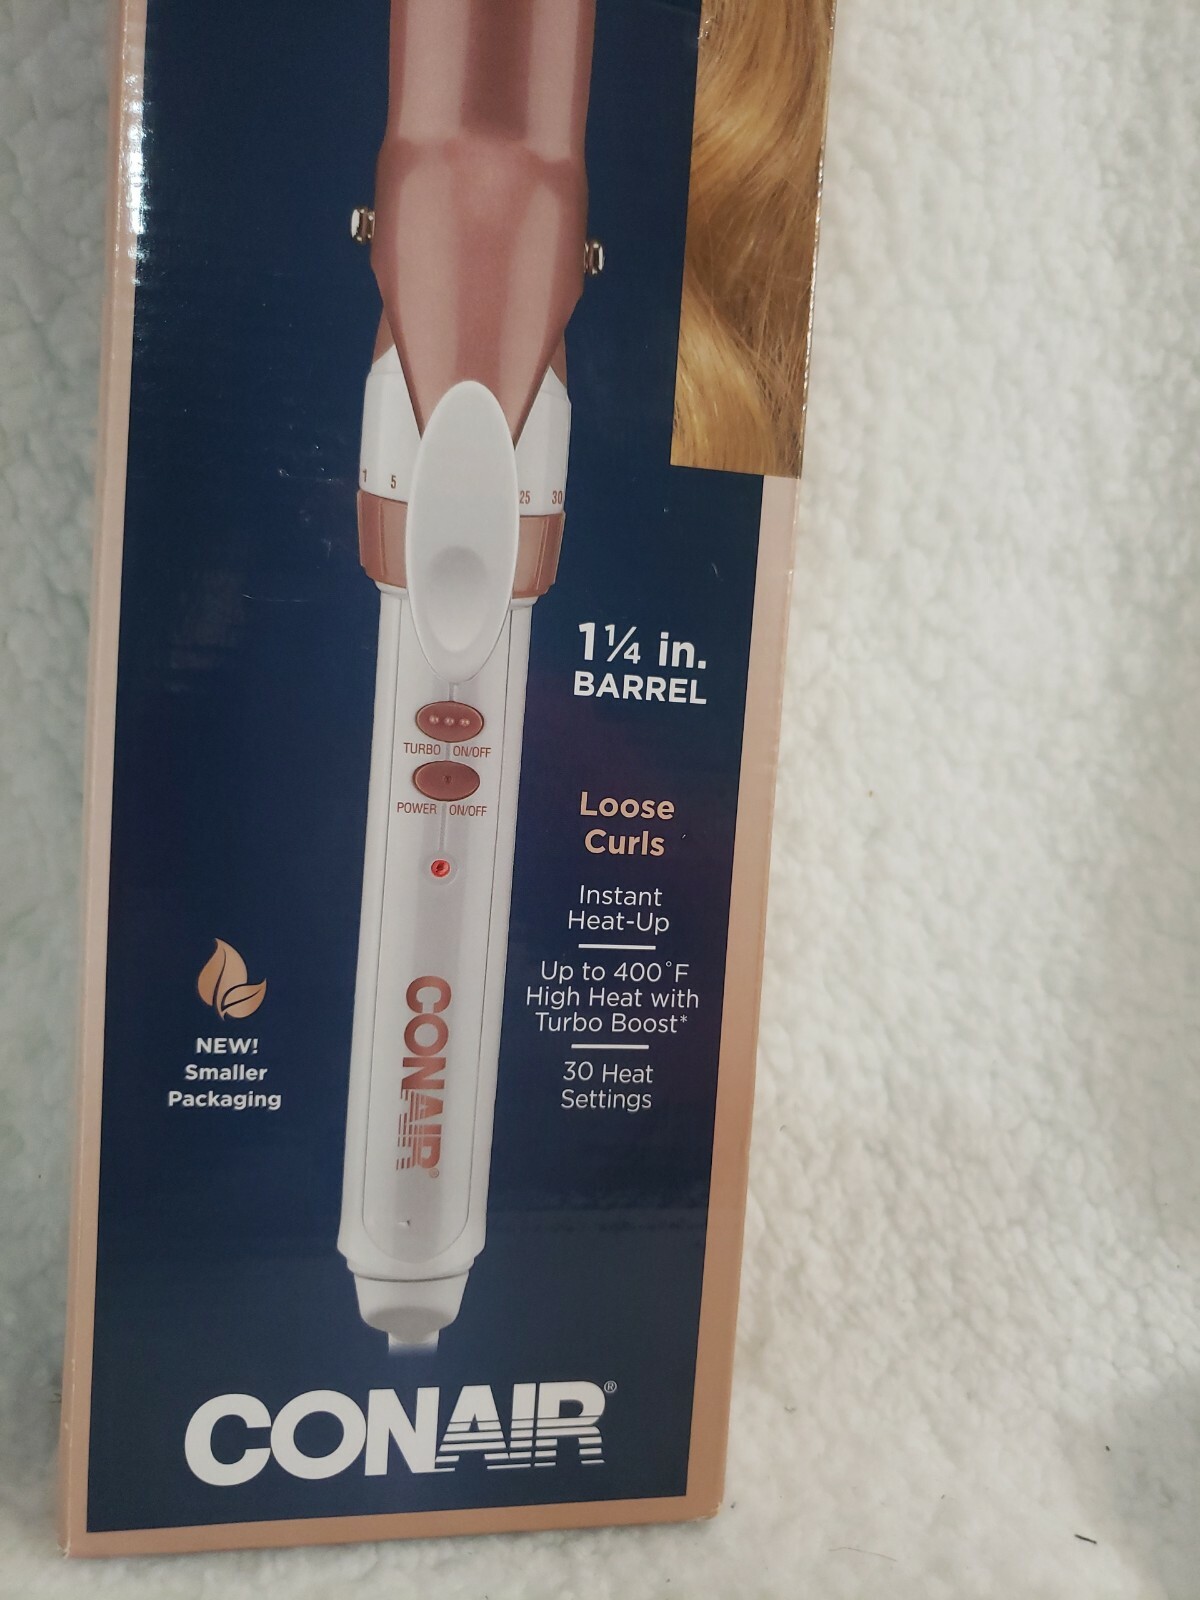 1 5 25 30
1¼ in.
BARREL
TURBO ON/OFF
POWER ON/OFF
Loose
Curls
Instant
Heat-Up
Up to 400°F
High Heat with
Turbo Boost*
30 Heat
Settings
NEW!
Smaller
Packaging
CONAIR®
CONAIR®